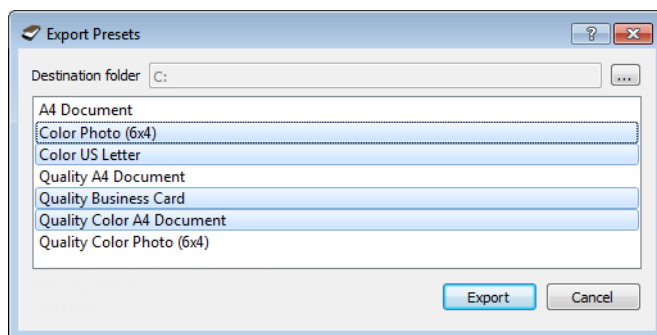 Export Presets
?
Destination folder C:
...
A4 Document
Color Photo (6x4)
Color US Letter
Quality A4 Document
Quality Business Card
Quality Color A4 Document
Quality Color Photo (6x4)
Export Cancel